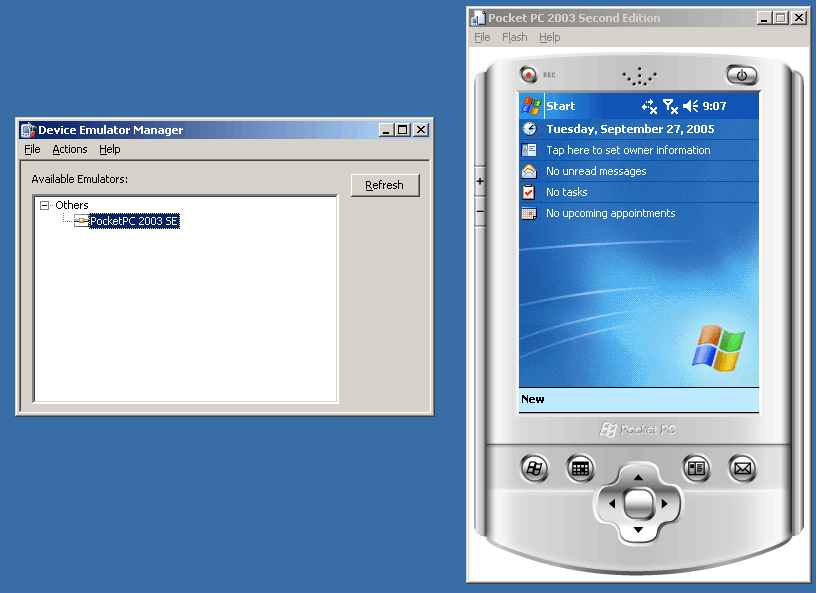 Device Emulator Manager
File Actions Help
Available Emulators:
Refresh
Others
PocketPC 2003 SE
Pocket PC 2003 Second Edition
File Flash Help
REC
Start 9:07
Tuesday, September 27, 2005
Tap here to set owner information
No unread messages
No tasks
No upcoming appointments
New
Pocket PC